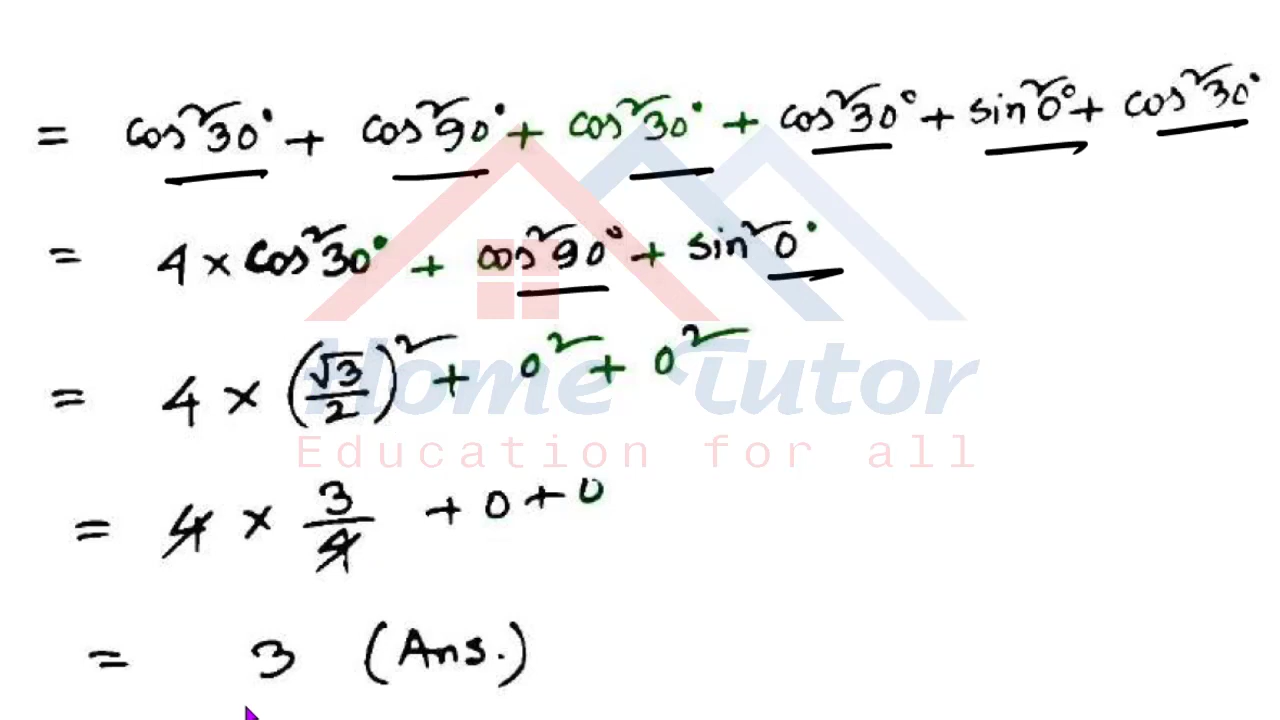 = cos²30° + cos²90° + cos²30° + cos²30° + sin²0° + cos²30°
= 4 × cos²30° + cos²90° + sin²0°
= 4 × (√3/2)² + 0² + 0²
Home Tutor
Education for all
= 4 × 3/4 + 0 + 0
= 3 (Ans.)